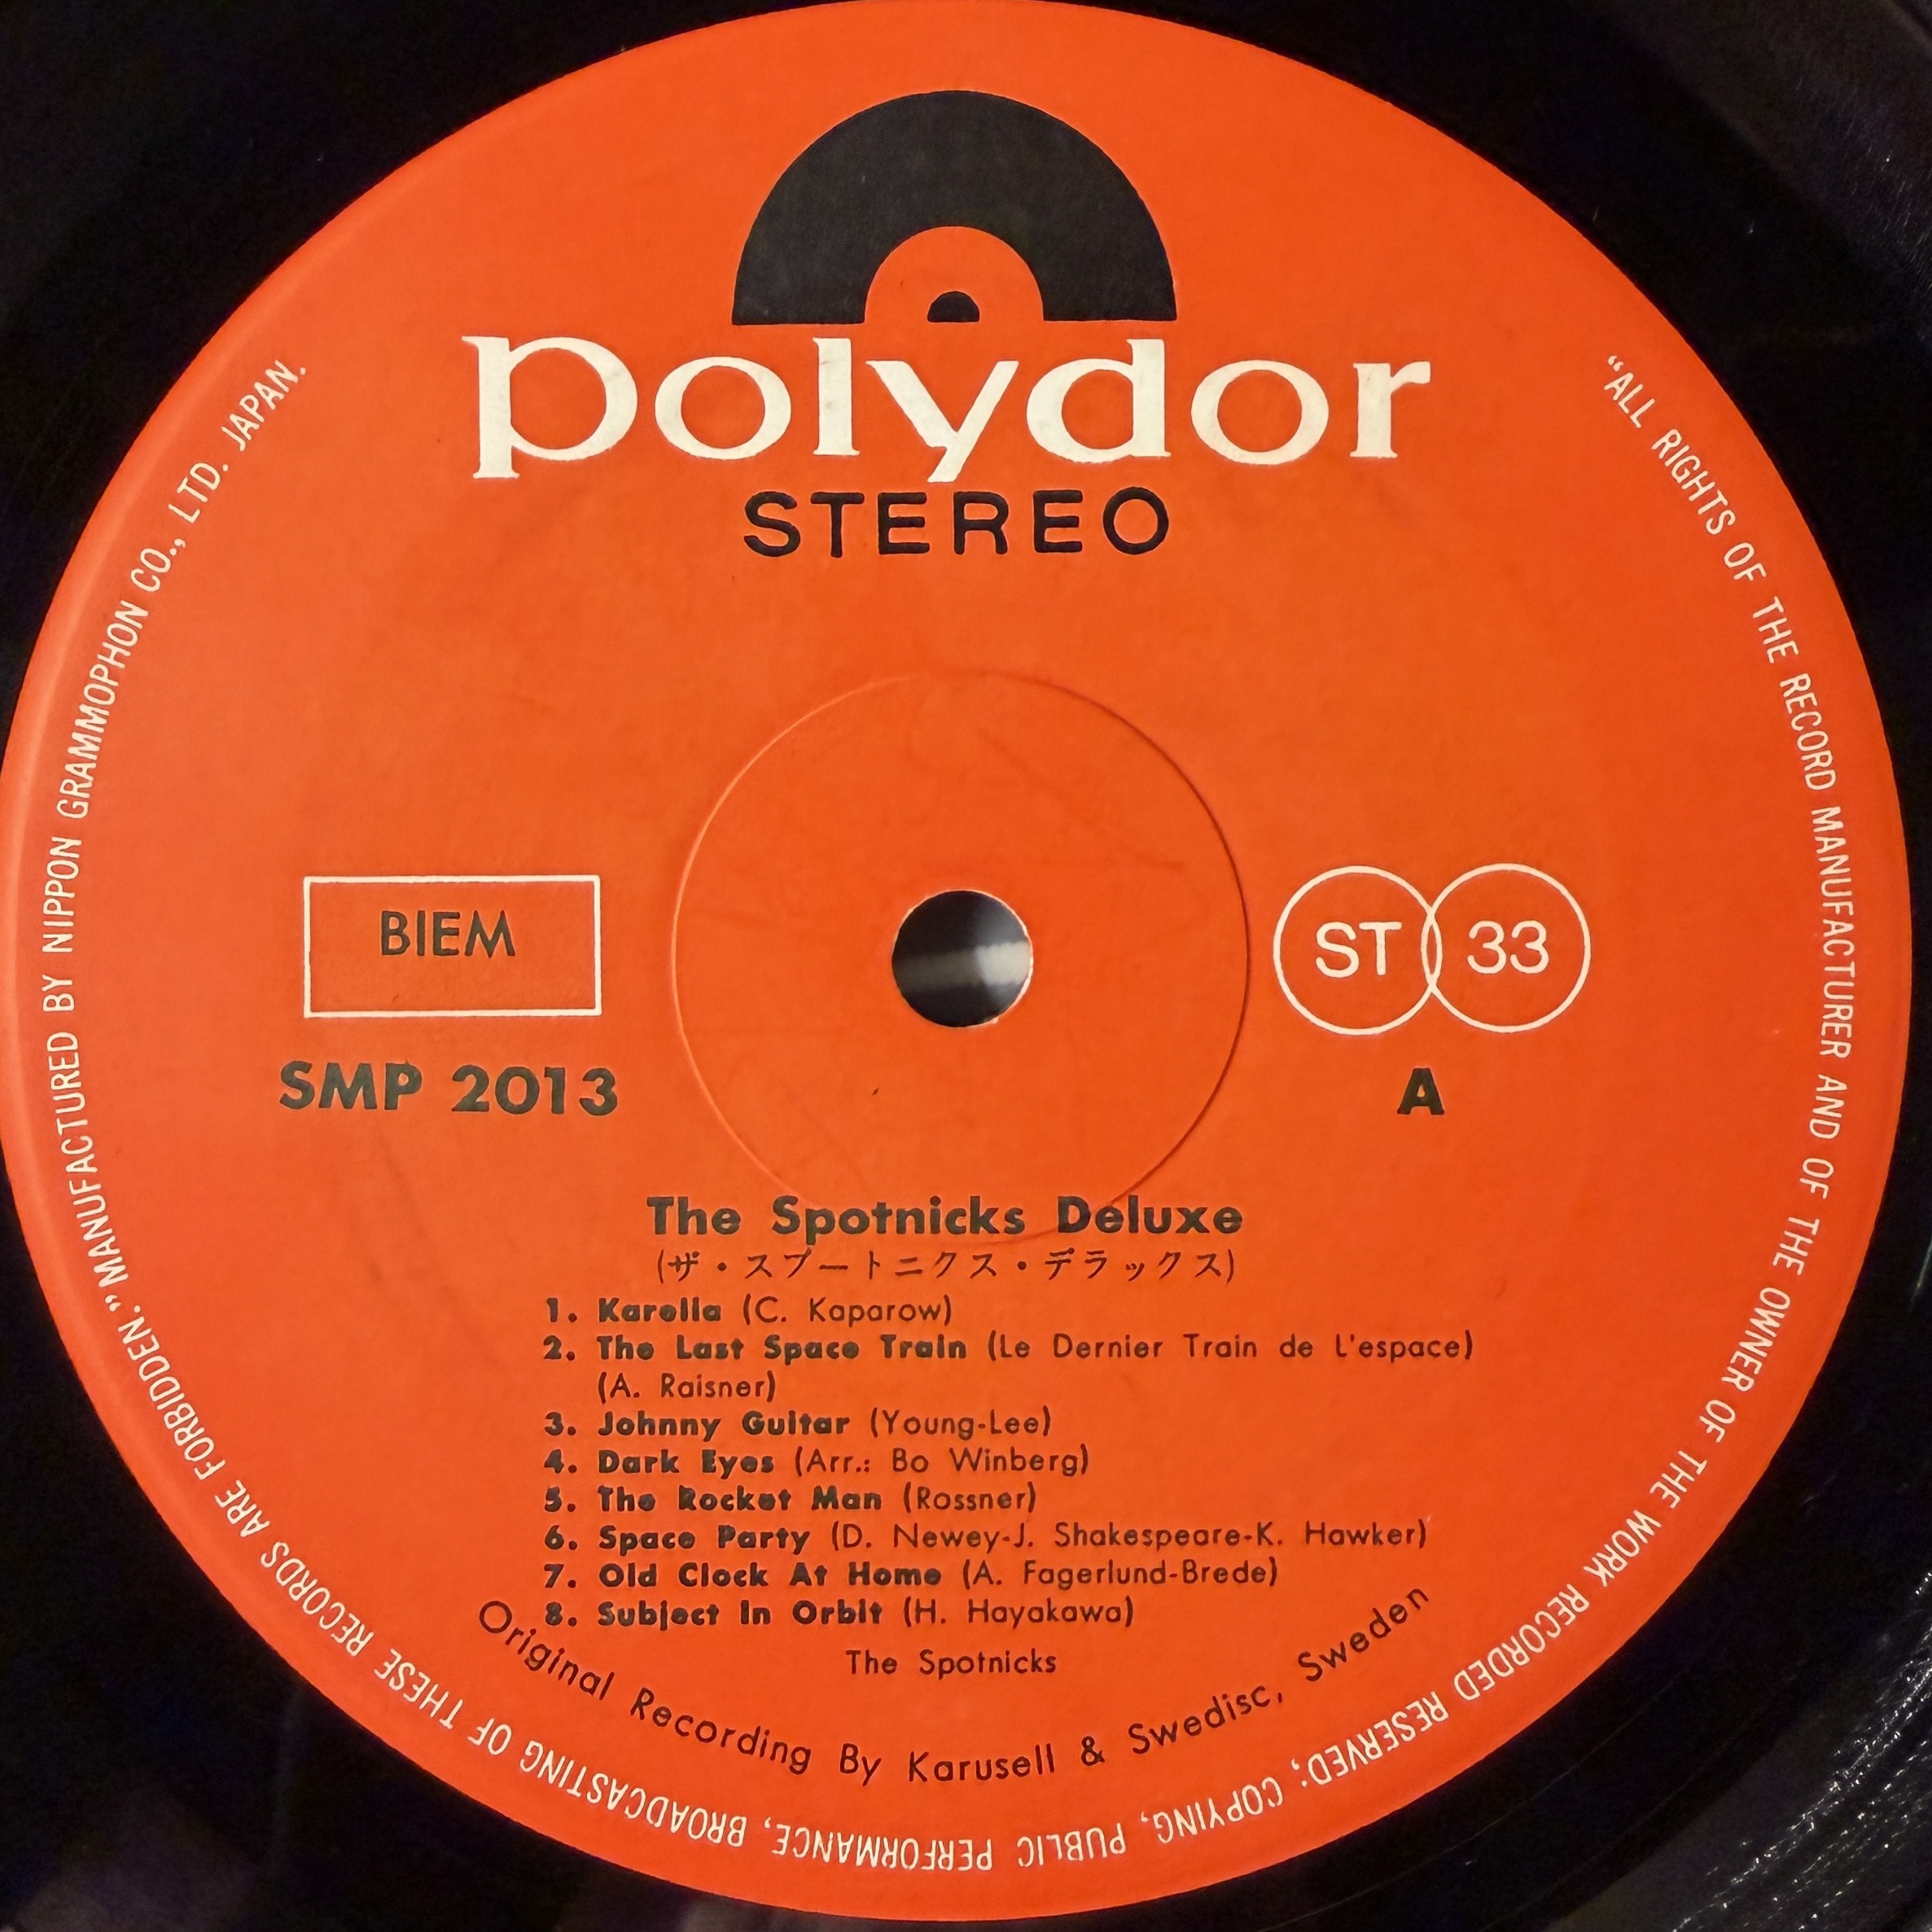 polydor
STEREO
BIEM
ST 33
SMP 2013
A
The Spotnicks Deluxe
(ザ・スプートニクス・デラックス)
1. Karelia (C. Kaparow)
2. The Last Space Train (Le Dernier Train de L'espace)
(A. Raisner)
3. Johnny Guitar (Young-Lee)
4. Dark Eyes (Arr.: Bo Winberg)
5. The Rocket Man (Rossner)
6. Space Party (D. Newey-J. Shakespeare-K. Hawker)
7. Old Clock At Home (A. Fagerlund-Brede)
8. Subject In Orbit (H. Hayakawa)
The Spotnicks
Original Recording By Karusell & Swedisc, Sweden
"ALL RIGHTS OF THE RECORD MANUFACTURER AND OF THE OWNER OF THE WORK RECORDED RESERVED; COPYING, PUBLIC PERFORMANCE, BROADCASTING OF THESE RECORDS ARE FORBIDDEN." MANUFACTURED BY NIPPON GRAMMOPHON CO., LTD. JAPAN.